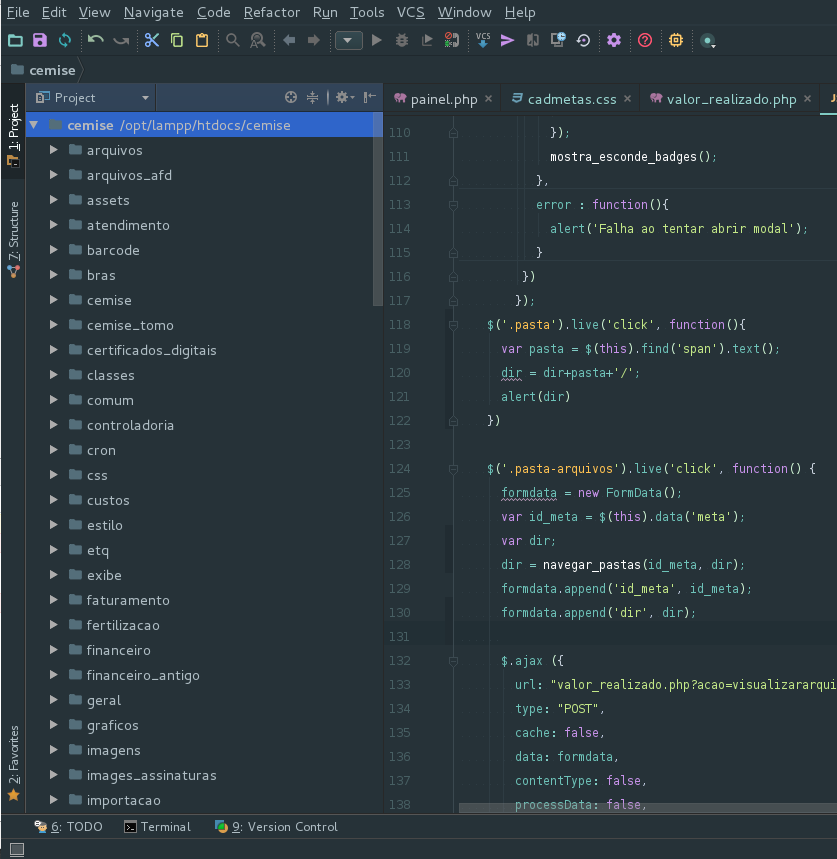 File Edit View Navigate Code Refactor Run Tools VCS Window Help
VCS
cemise
1: Project
7: Structure
2: Favorites
Project
cemise /opt/lampp/htdocs/cemise
arquivos
arquivos_afd
assets
atendimento
barcode
bras
cemise
cemise_tomo
certificados_digitais
classes
comum
controladoria
cron
css
custos
estilo
etq
exibe
faturamento
fertilizacao
financeiro
financeiro_antigo
geral
graficos
imagens
images_assinaturas
importacao
painel.php cadmetas.css valor_realizado.php
110 });
111 mostra_esconde_badges();
112 },
113 error : function(){
114 alert('Falha ao tentar abrir modal');
115 }
116 })
117 });
118 $('.pasta').live('click', function(){
119 var pasta = $(this).find('span').text();
120 dir = dir+pasta+'/';
121 alert(dir)
122 })
123
124 $('.pasta-arquivos').live('click', function() {
125 formdata = new FormData();
126 var id_meta = $(this).data('meta');
127 var dir;
128 dir = navegar_pastas(id_meta, dir);
129 formdata.append('id_meta', id_meta);
130 formdata.append('dir', dir);
131
132 $.ajax ({
133 url: "valor_realizado.php?acao=visualizararqui
134 type: "POST",
135 cache: false,
136 data: formdata,
137 contentType: false,
138 processData: false,
6: TODO Terminal 9: Version Control